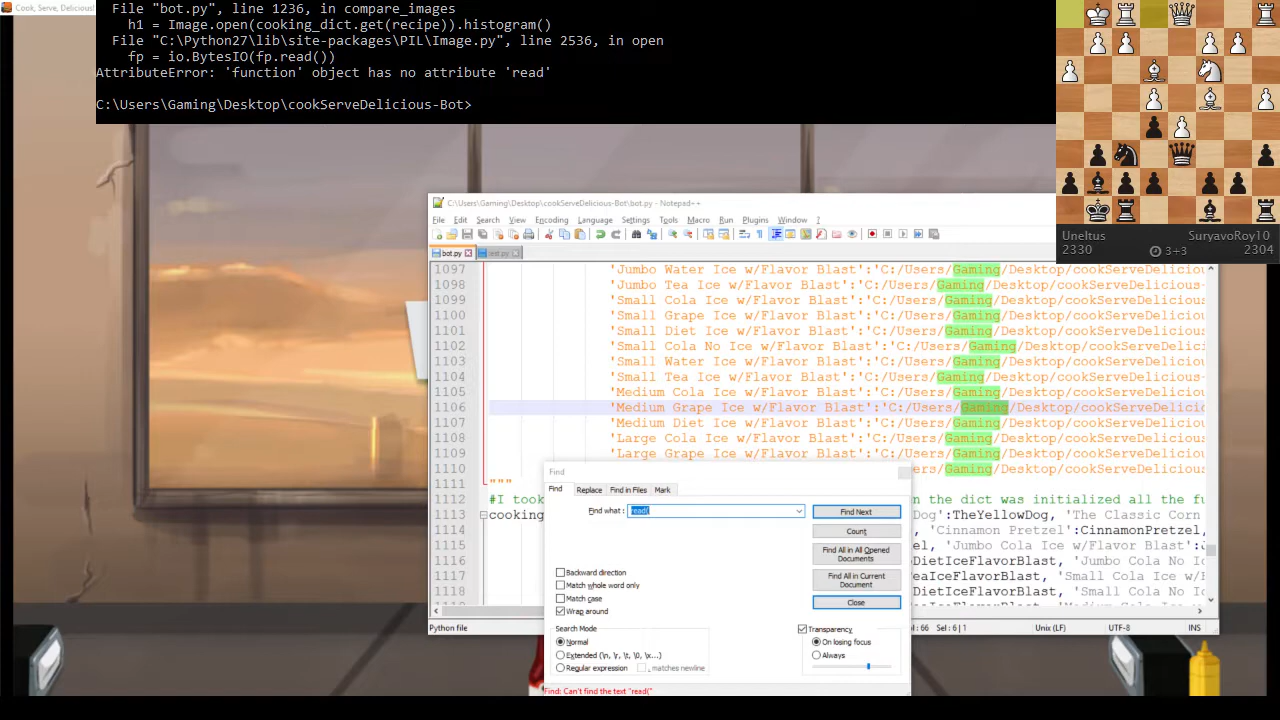 Cook, Serve, Delicious!
File "bot.py", line 1236, in compare_images
h1 = Image.open(cooking_dict.get(recipe)).histogram()
File "C:\Python27\lib\site-packages\PIL\Image.py", line 2536, in open
fp = io.BytesIO(fp.read())
AttributeError: 'function' object has no attribute 'read'
C:\Users\Gaming\Desktop\cookServeDelicious-Bot>
Uneltus SuryavoRoy10
2330 3+3 2304
C:\Users\Gaming\Desktop\cookServeDelicious-Bot\bot.py - Notepad++
File Edit Search View Encoding Language Settings Tools Macro Run Plugins Window ?
bot.py
1097 'Jumbo Water Ice w/Flavor Blast':'C:/Users/Gaming/Desktop/cookServeDeliciou
1098 'Jumbo Tea Ice w/Flavor Blast':'C:/Users/Gaming/Desktop/cookServeDelicious-
1099 'Small Cola Ice w/Flavor Blast':'C:/Users/Gaming/Desktop/cookServeDelicious
1100 'Small Grape Ice w/Flavor Blast':'C:/Users/Gaming/Desktop/cookServeDeliciou
1101 'Small Diet Ice w/Flavor Blast':'C:/Users/Gaming/Desktop/cookServeDelicious
1102 'Small Cola No Ice w/Flavor Blast':'C:/Users/Gaming/Desktop/cookServeDelici
1103 'Small Water Ice w/Flavor Blast':'C:/Users/Gaming/Desktop/cookServeDeliciou
1104 'Small Tea Ice w/Flavor Blast':'C:/Users/Gaming/Desktop/cookServeDelicious-
1105 'Medium Cola Ice w/Flavor Blast':'C:/Users/Gaming/Desktop/cookServeDeliciou
1106 'Medium Grape Ice w/Flavor Blast':'C:/Users/Gaming/Desktop/cookServeDelicio
1107 'Medium Diet Ice w/Flavor Blast':'C:/Users/Gaming/Desktop/cookServeDeliciou
1108 'Large Cola Ice w/Flavor Blast':'C:/Users/Gaming/Desktop/cookServeDelicious
1109 'Large Grape Ice w/Flavor Blast':'C:/Users/Gaming/Desktop/cookServeDeliciou
1110 es/Gaming/Desktop/cookServeDelicious
1111 """
1112 #I took n the dict was initialized all the fu
1113 cooking Dog':TheYellowDog, 'The Classic Corn
1114 , 'Cinnamon Pretzel':CinnamonPretzel,
1115 el, 'Jumbo Cola Ice w/Flavor Blast':J
1116 DietIceFlavorBlast, 'Small Cola No Ic
1117 eaIceFlavorBlast, 'Small Cola Ice w/F
1118 DietIceFlavorBlast, 'Small Cola No Ic
Python file
ol : 66 Sel : 6 | 1 Unix (LF) UTF-8 INS
Find
Find Replace Find in Files Mark
Find what : read(
Find Next
Count
Find All in All Opened
Documents
Find All in Current
Document
Close
Backward direction
Match whole word only
Match case
Wrap around
Search Mode
Normal
Extended (\n, \r, \t, \0, \x...)
Regular expression . matches newline
Transparency
On losing focus
Always
Find: Can't find the text "read("